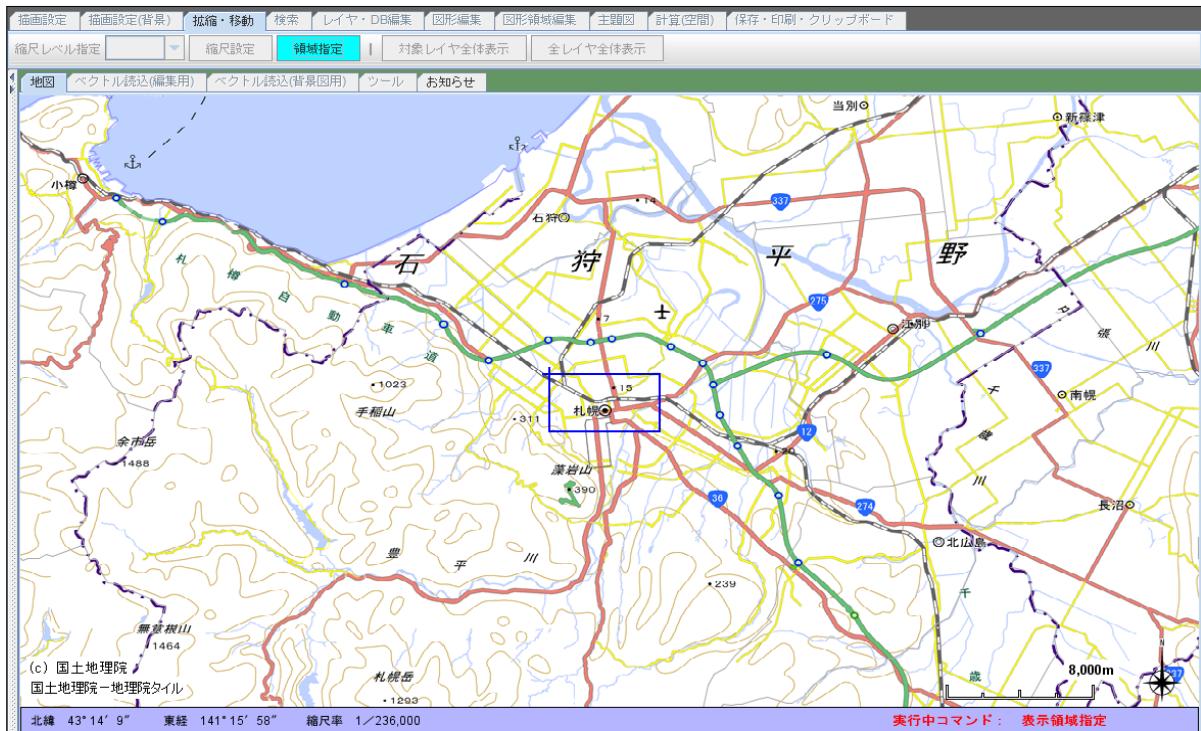 描画設定 描画設定(背景) 拡縮・移動 検索 レイヤ・DB編集 図形編集 図形領域編集 主題図 計算(空間) 保存・印刷・クリップボード
縮尺レベル指定 縮尺設定 領域指定 | 対象レイヤ全体表示 全レイヤ全体表示
地図 ベクトル読込(編集用) ベクトル読込(背景図用) ツール お知らせ
当別
新篠津
小樽
14
337
石狩
石狩平野
札樽自動車道
275
7
江別
夕張川
337
1023
15
南幌
手稲山
札幌
311
12
余市岳
1488
20
千歳川
藻岩山
390
36
274
長沼
北広島
豊平川
239
千歳
無意根山
1464
(c) 国土地理院
国土地理院-地理院タイル
札幌岳
1293
8,000m
N
337
北緯 43°14′9″ 東経 141°15′58″ 縮尺率 1/236,000 実行中コマンド: 表示領域指定